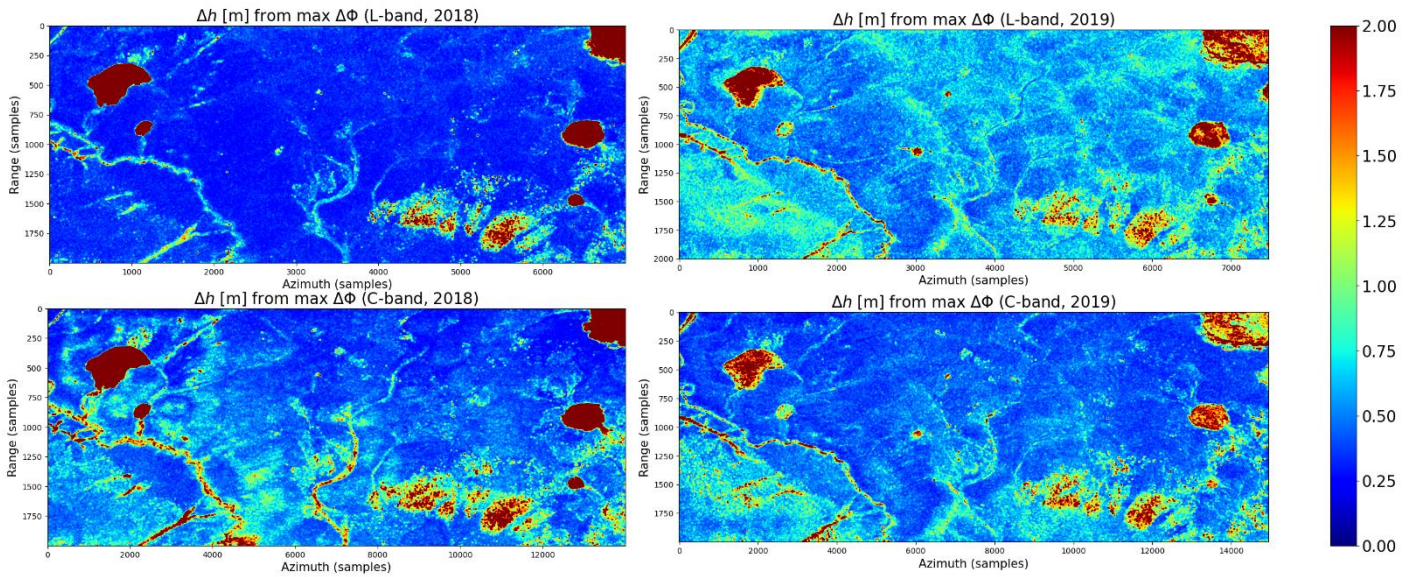 Δh [m] from max ΔΦ (L-band, 2018)
0
250
500
750
1000
1250
1500
1750
Range (samples)
0 1000 2000 3000 4000 5000 6000
Azimuth (samples)
Δh [m] from max ΔΦ (L-band, 2019)
0
250
500
750
1000
1250
1500
1750
2000
Range (samples)
0 1000 2000 3000 4000 5000 6000 7000
Azimuth (samples)
Δh [m] from max ΔΦ (C-band, 2018)
0
250
500
750
1000
1250
1500
1750
Range (samples)
0 2000 4000 6000 8000 10000 12000
Azimuth (samples)
Δh [m] from max ΔΦ (C-band, 2019)
0
250
500
750
1000
1250
1500
1750
Range (samples)
0 2000 4000 6000 8000 10000 12000 14000
Azimuth (samples)
2.00
1.75
1.50
1.25
1.00
0.75
0.50
0.25
0.00